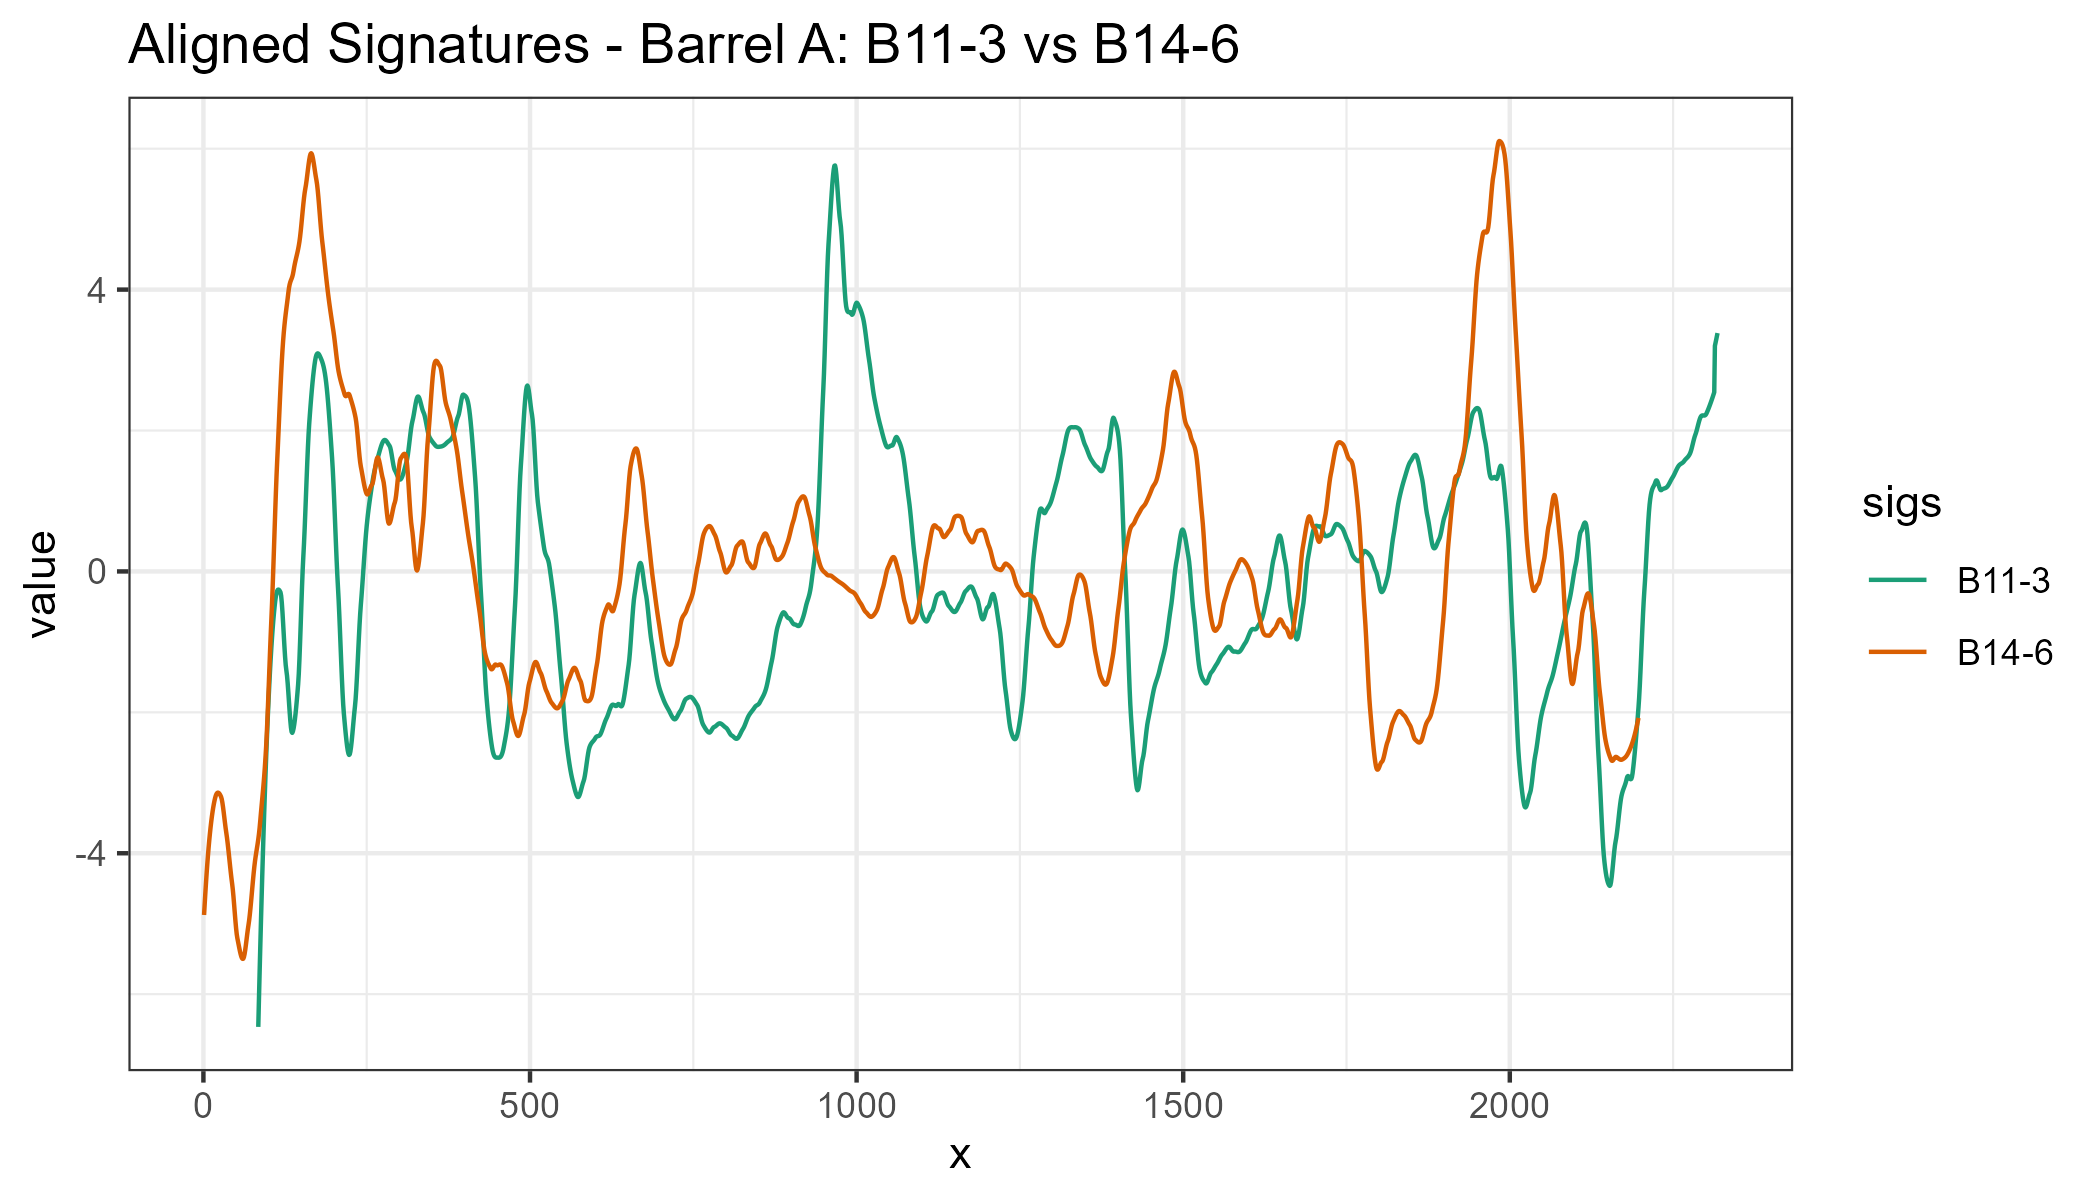 Aligned Signatures - Barrel A: B11-3 vs B14-6
value
4
0
-4
0 500 1000 1500 2000
x
sigs
B11-3
B14-6